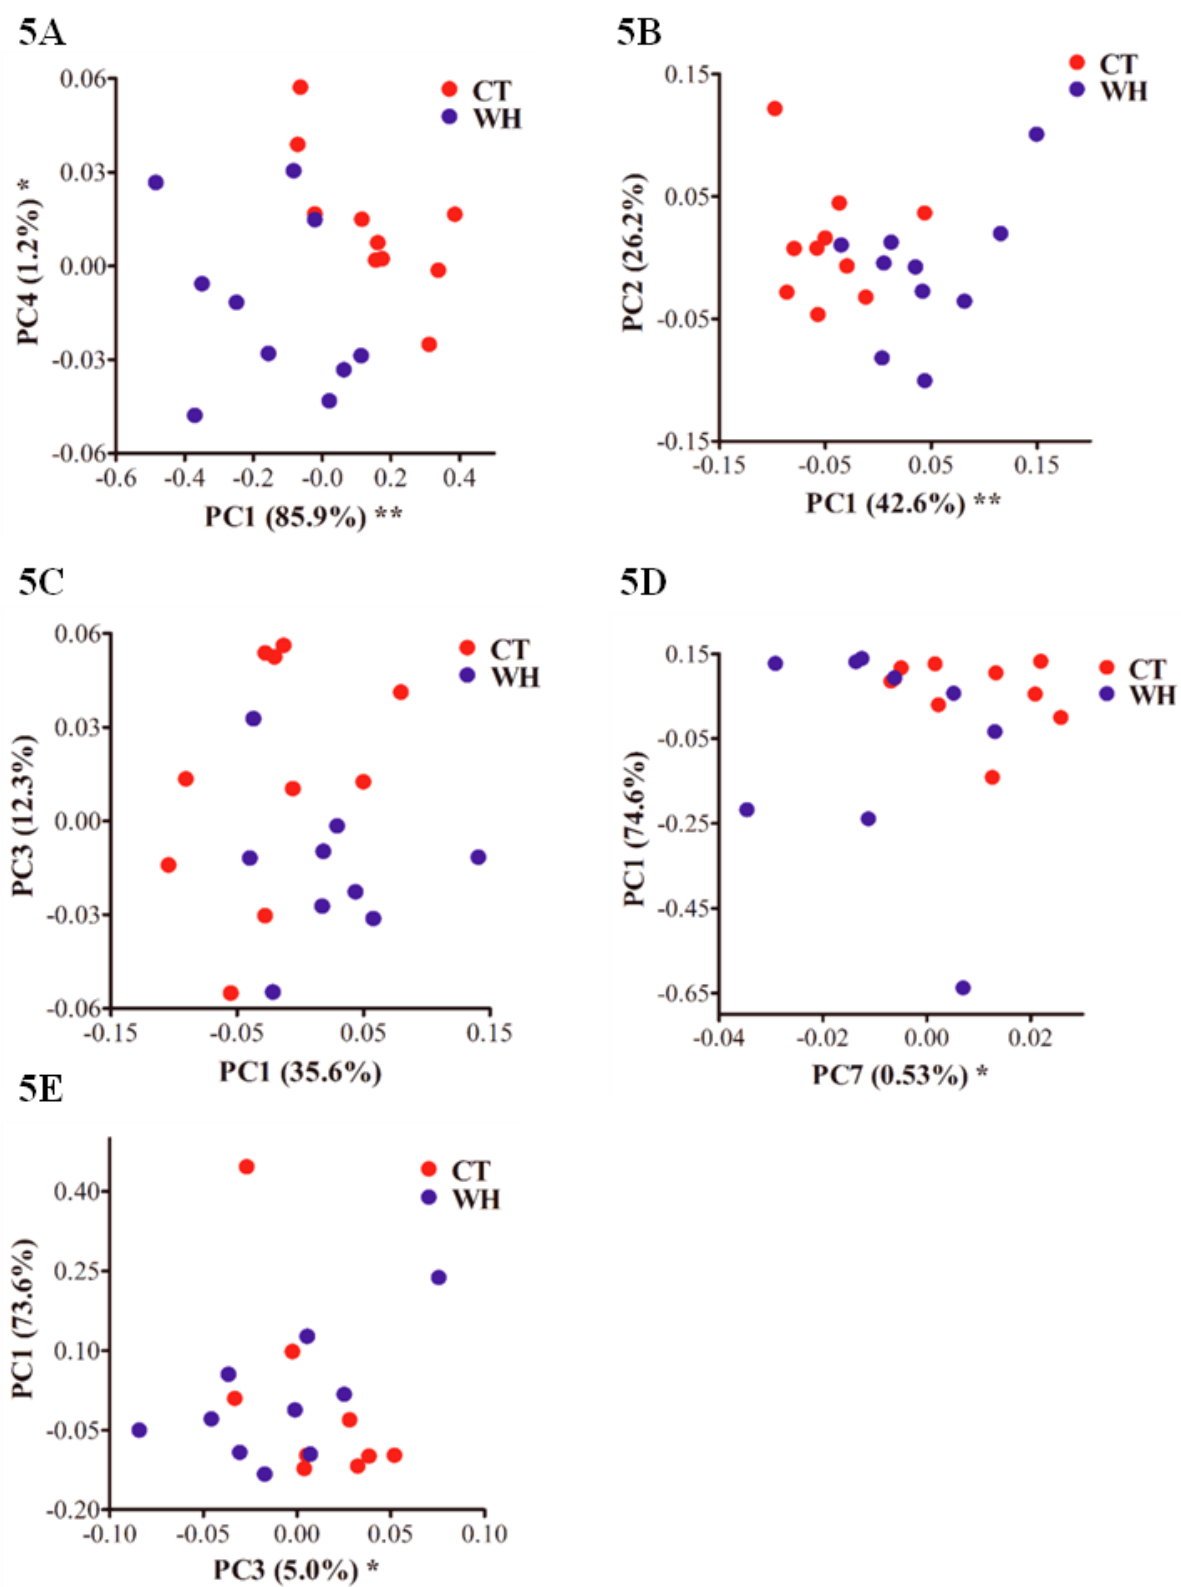 5A
0.06
0.03
0.00
-0.03
-0.06
-0.6 -0.4 -0.2 -0.0 0.2 0.4
PC4 (1.2%) *
PC1 (85.9%) **
CT
WH
5B
0.15
0.05
-0.05
-0.15
-0.15 -0.05 0.05 0.15
PC2 (26.2%)
PC1 (42.6%) **
CT
WH
5C
0.06
0.03
0.00
-0.03
-0.06
-0.15 -0.05 0.05 0.15
PC3 (12.3%)
PC1 (35.6%)
CT
WH
5D
0.15
-0.05
-0.25
-0.45
-0.65
-0.04 -0.02 0.00 0.02
PC1 (74.6%)
PC7 (0.53%) *
CT
WH
5E
0.40
0.25
0.10
-0.05
-0.20
-0.10 -0.05 0.00 0.05 0.10
PC1 (73.6%)
PC3 (5.0%) *
CT
WH